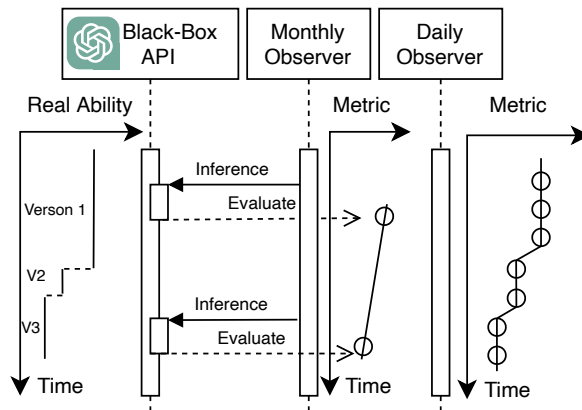 Black-Box
API
Monthly
Observer
Daily
Observer
Real Ability
Metric
Metric
Inference
Evaluate
Verson 1
V2
Inference
V3
Evaluate
Time
Time
Time